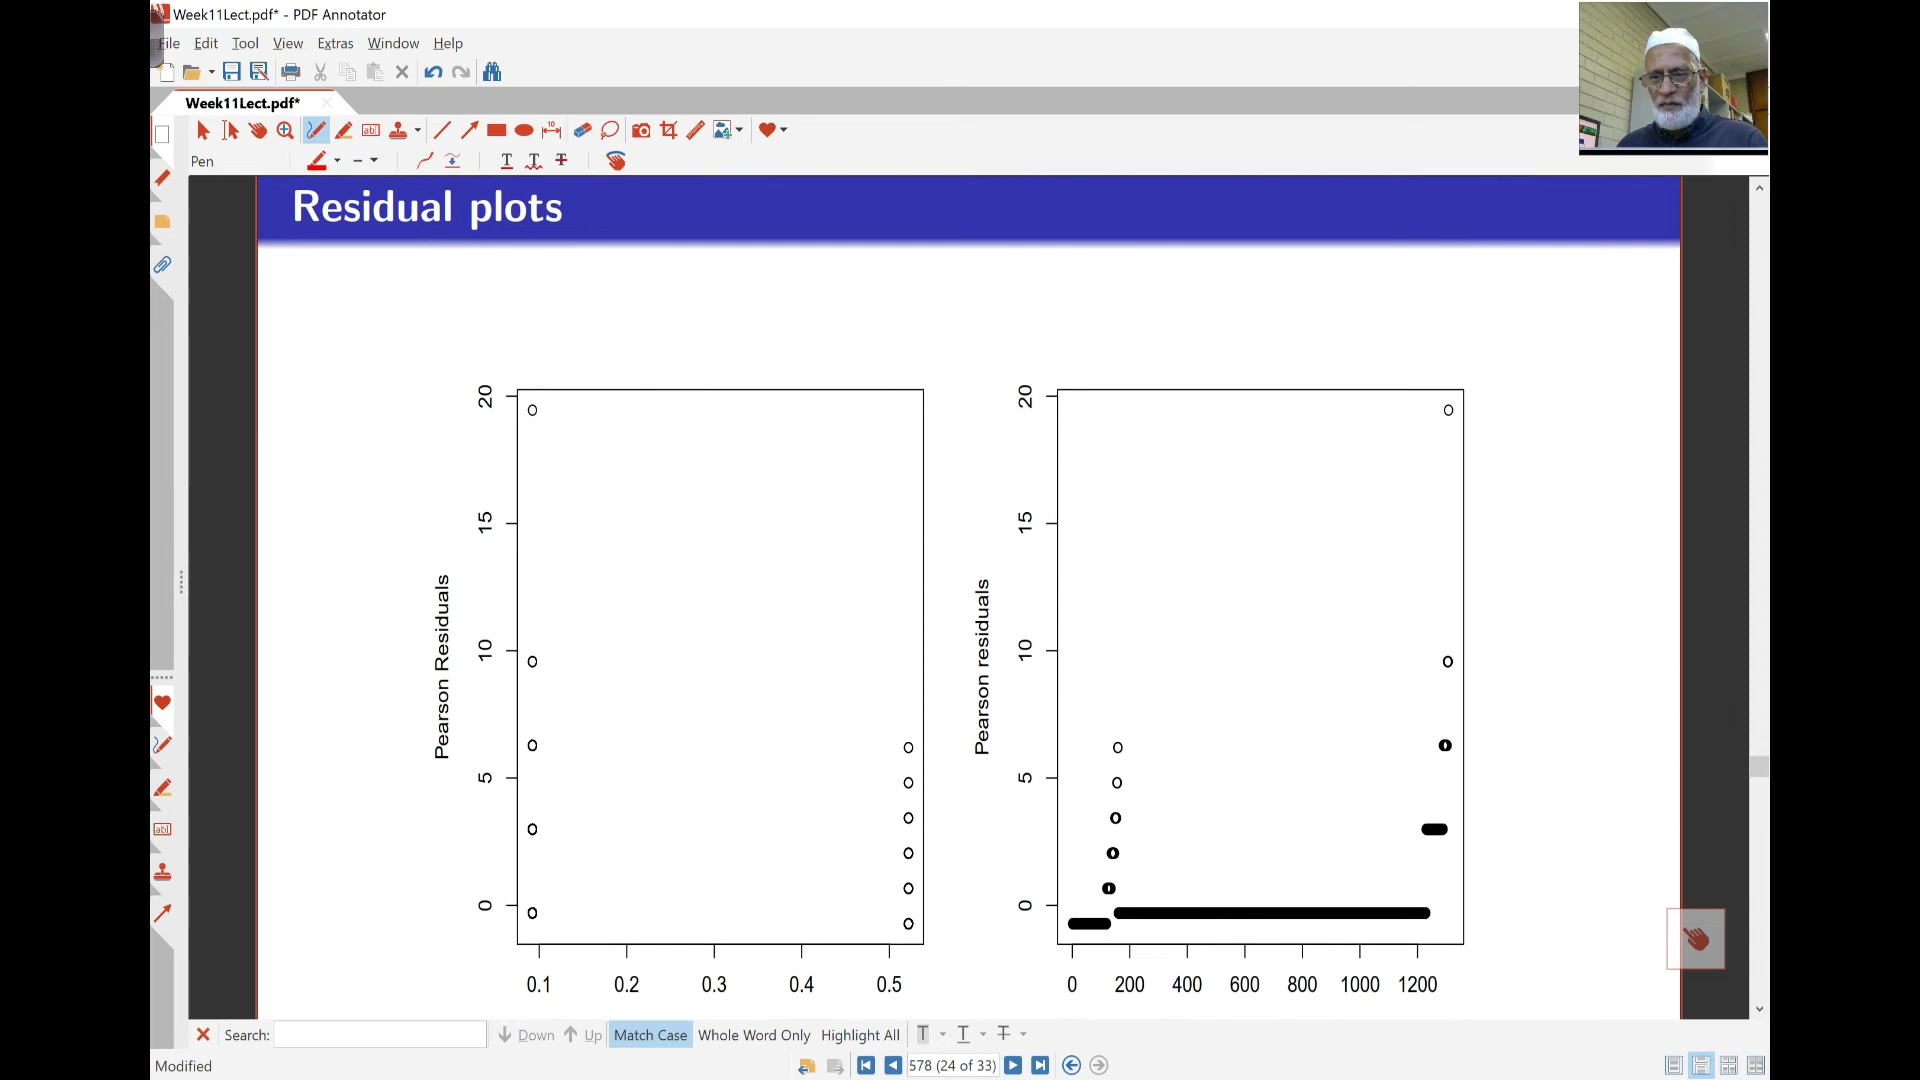 Week11Lect.pdf* - PDF Annotator
File Edit Tool View Extras Window Help
Week11Lect.pdf*
Pen
Residual plots
Pearson Residuals
20
15
10
5
0
0.1 0.2 0.3 0.4 0.5
Pearson residuals
20
15
10
5
0
0 200 400 600 800 1000 1200
Search: Down Up Match Case Whole Word Only Highlight All
Modified
578 (24 of 33)